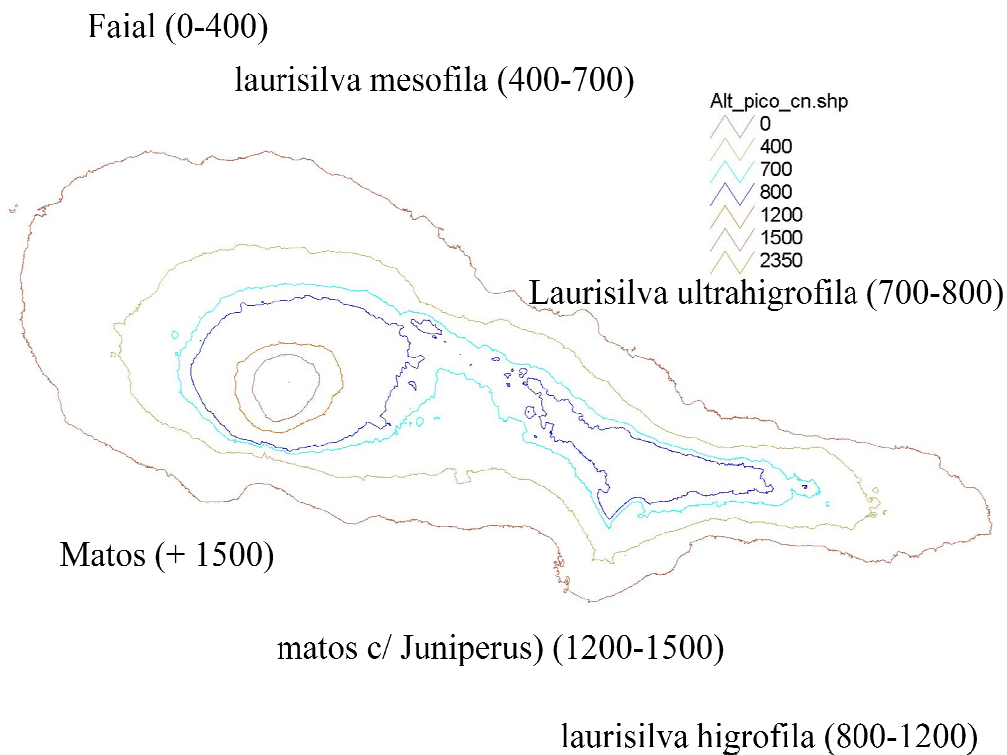 Faial (0-400)
laurisilva mesofila (400-700)
Alt_pico_cn.shp
0
400
700
800
1200
1500
2350
Laurisilva ultrahigrofila (700-800)
Matos (+ 1500)
matos c/ Juniperus) (1200-1500)
laurisilva higrofila (800-1200)